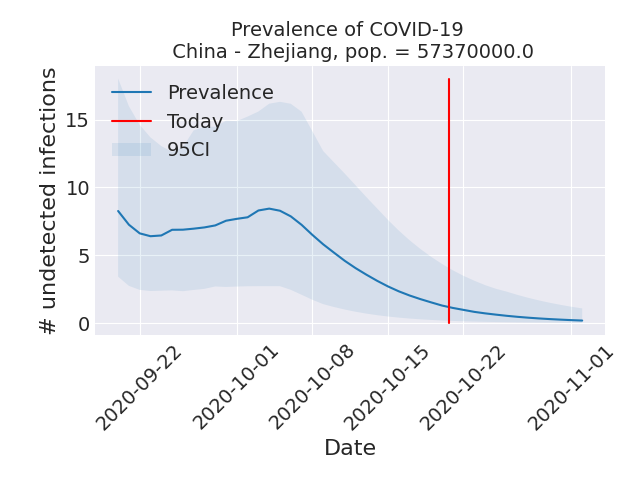 Prevalence of COVID-19
China - Zhejiang, pop. = 57370000.0
# undetected infections
15
10
5
0
Prevalence
Today
95CI
2020-09-22
2020-10-01
2020-10-08
2020-10-15
2020-10-22
2020-11-01
Date